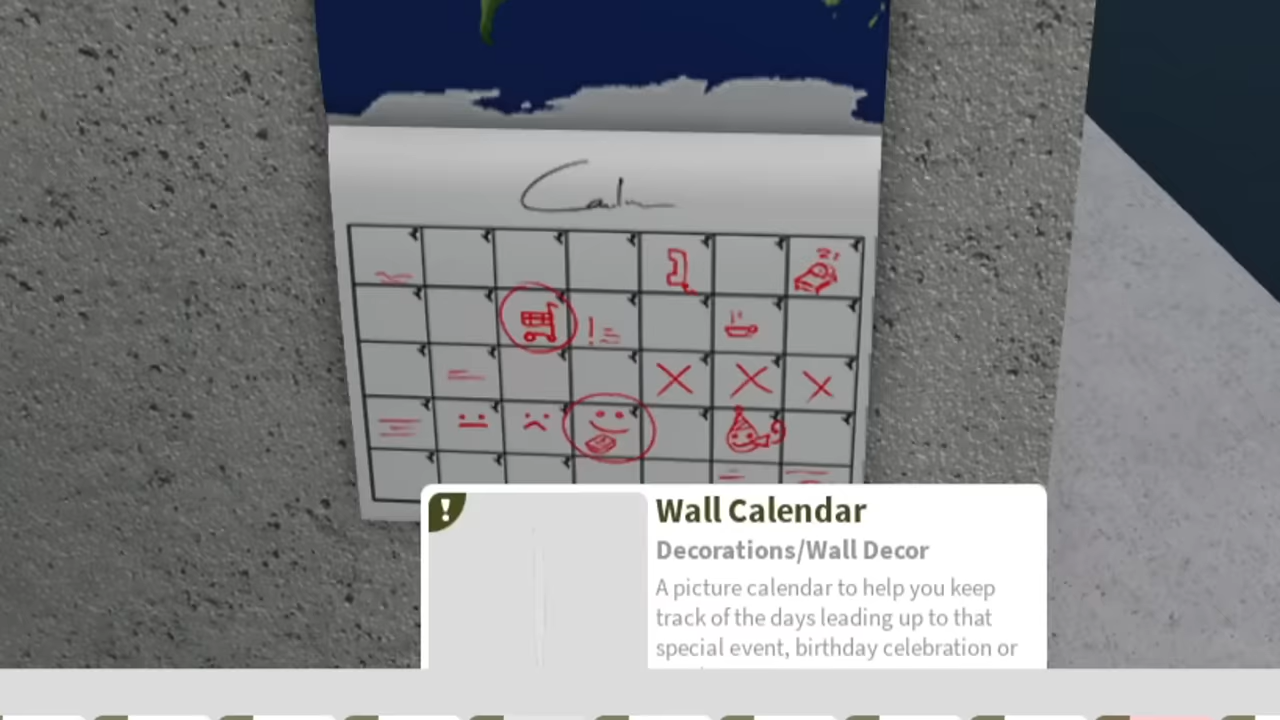 Wall Calendar
Decorations/Wall Decor
A picture calendar to help you keep
track of the days leading up to that
special event, birthday celebration or